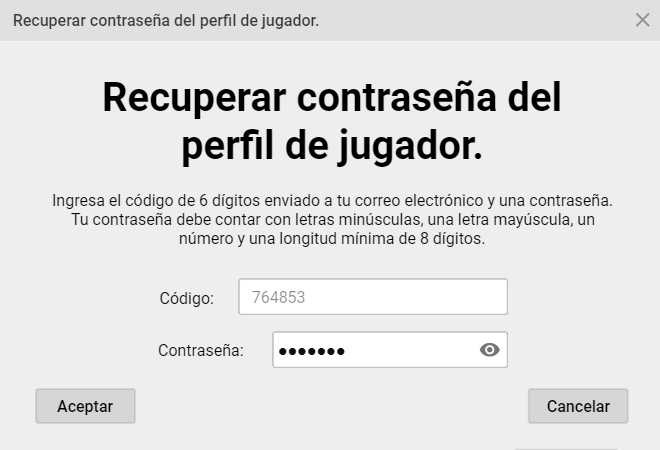 Recuperar contraseña del perfil de jugador.
Recuperar contraseña del
perfil de jugador.
Ingresa el código de 6 dígitos enviado a tu correo electrónico y una contraseña.
Tu contraseña debe contar con letras minúsculas, una letra mayúscula, un
número y una longitud mínima de 8 dígitos.
Código: 764853
Contraseña: •••••••
Aceptar Cancelar